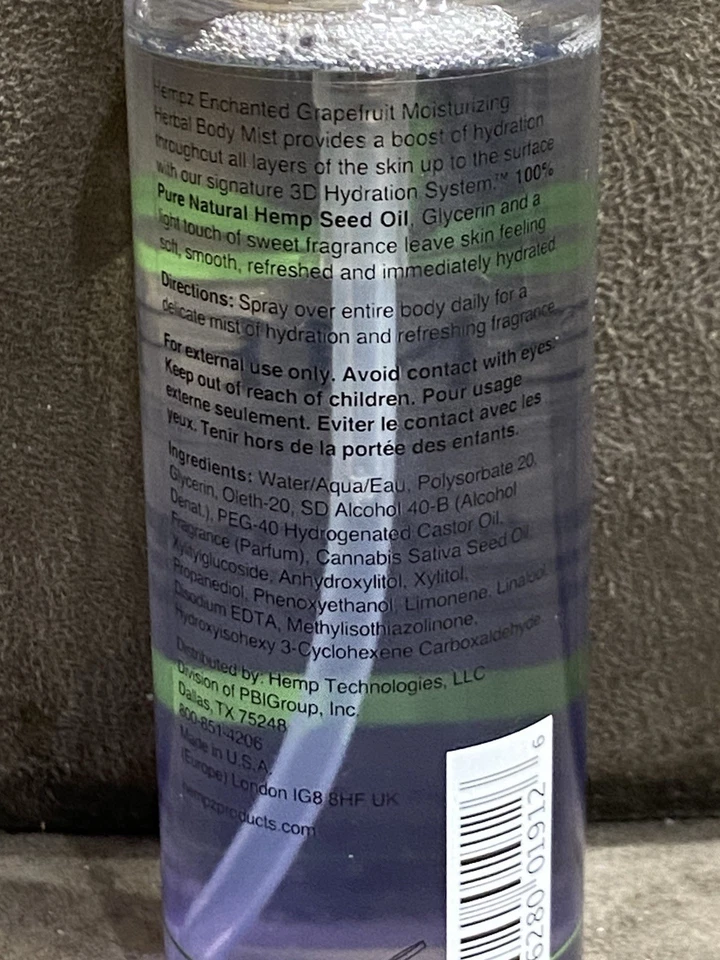 Hempz Enchanted Grapefruit Moisturizing
Herbal Body Mist provides a boost of hydration
throughout all layers of the skin up to the surface
with our signature 3D Hydration System.™ 100%
Pure Natural Hemp Seed Oil, Glycerin and a
light touch of sweet fragrance leave skin feeling
soft, smooth, refreshed and immediately hydrated.
Directions: Spray over entire body daily for a
delicate mist of hydration and refreshing fragrance.
For external use only. Avoid contact with eyes.
Keep out of reach of children. Pour usage
externe seulement. Eviter le contact avec les
yeux. Tenir hors de la portée des enfants.
Ingredients: Water/Aqua/Eau, Polysorbate 20,
Glycerin, Oleth-20, SD Alcohol 40-B (Alcohol
Denat.), PEG-40 Hydrogenated Castor Oil,
Fragrance (Parfum), Cannabis Sativa Seed Oil,
Xylitylglucoside, Anhydroxylitol, Xylitol,
Propanediol, Phenoxyethanol, Limonene, Linalool,
Disodium EDTA, Methylisothiazolinone,
Hydroxyisohexy 3-Cyclohexene Carboxaldehyde.
Distributed by: Hemp Technologies, LLC
Division of PBIGroup, Inc.
Dallas, TX 75248
800-851-4206
Made in U.S.A.
(Europe) London IG8 8HF UK
hempzproducts.com
6280 01912 6